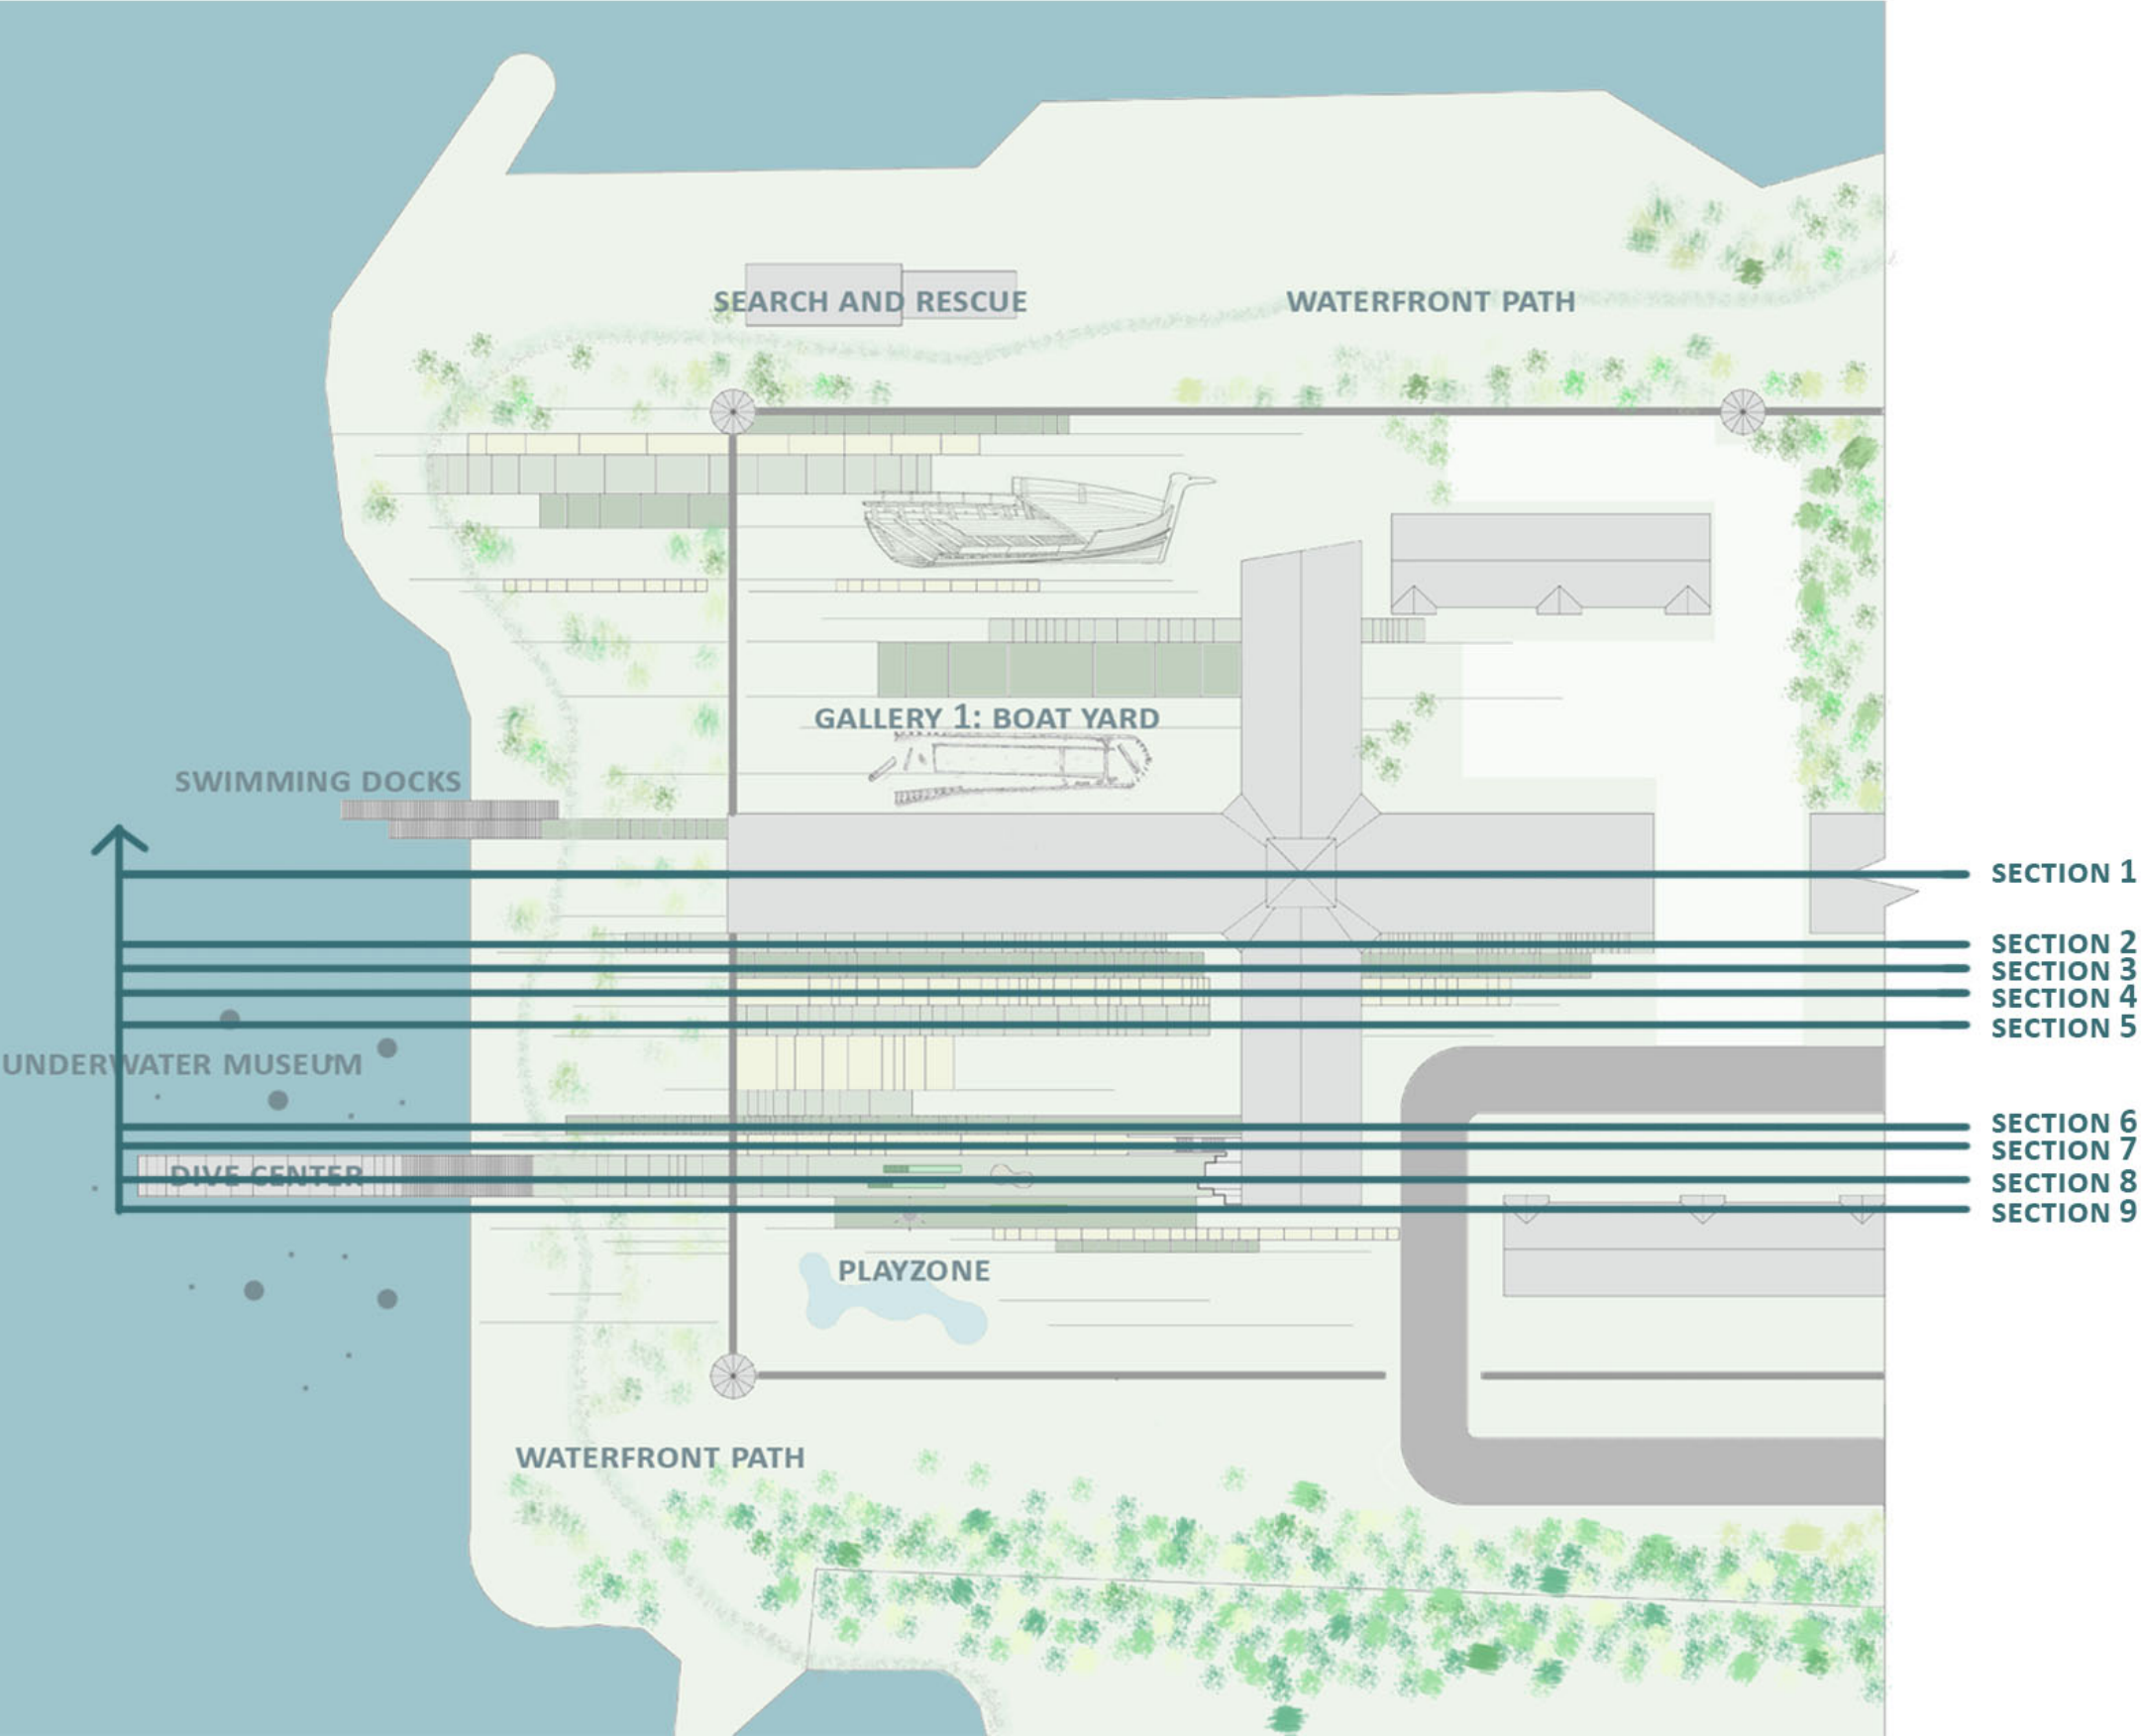 SEARCH AND RESCUE
WATERFRONT PATH
GALLERY 1: BOAT YARD
SWIMMING DOCKS
SECTION 1
SECTION 2
SECTION 3
SECTION 4
SECTION 5
UNDERWATER MUSEUM
SECTION 6
SECTION 7
DIVE CENTER
SECTION 8
SECTION 9
PLAYZONE
WATERFRONT PATH